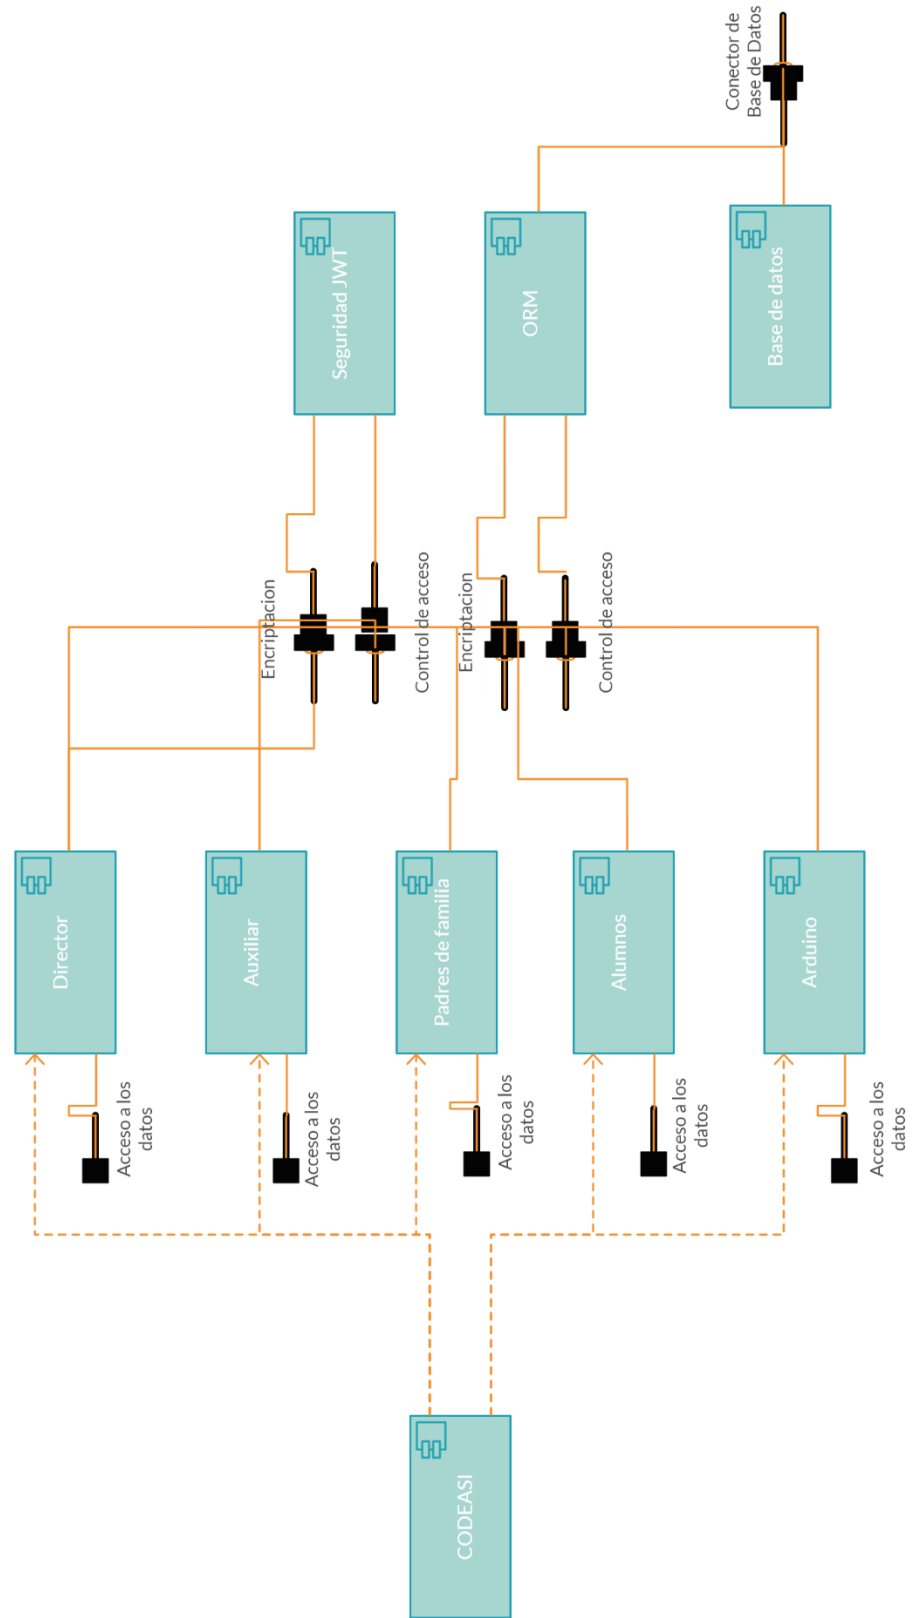 Director
Acceso a los
datos
Auxiliar
Encriptacion
Acceso a los
datos
Seguridad JWT
Control de acceso
Padres de familia
CODEASI
Encriptacion
Acceso a los
datos
ORM
Control de acceso
Alumnos
Acceso a los
datos
Conector de
Base de Datos
Base de datos
Arduino
Acceso a los
datos